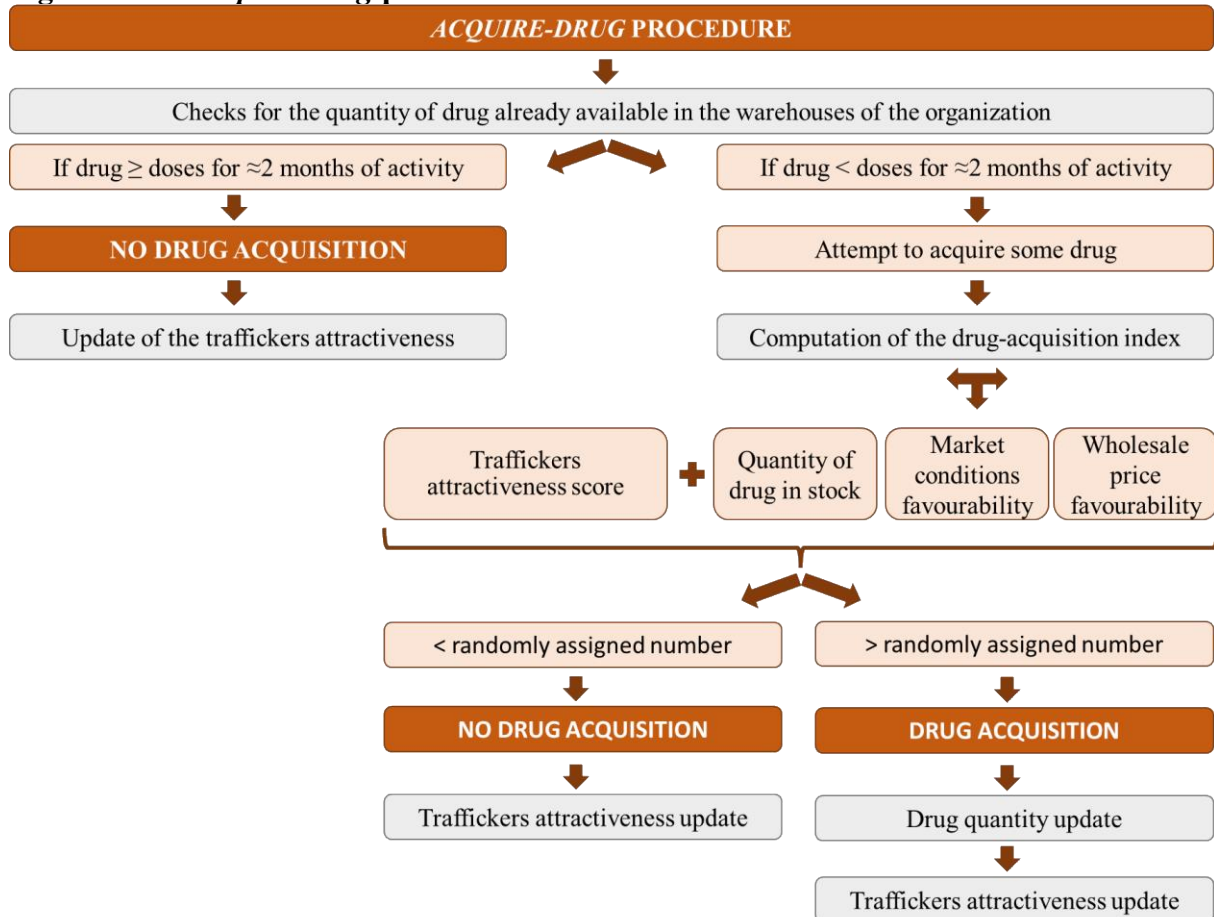 ACQUIRE-DRUG PROCEDURE
Checks for the quantity of drug already available in the warehouses of the organization
If drug ≥ doses for ≈2 months of activity
If drug < doses for ≈2 months of activity
NO DRUG ACQUISITION
Attempt to acquire some drug
Update of the traffickers attractiveness
Computation of the drug-acquisition index
Traffickers
attractiveness score
Quantity of
drug in stock
Market
conditions
favourability
Wholesale
price
favourability
< randomly assigned number
> randomly assigned number
NO DRUG ACQUISITION
DRUG ACQUISITION
Traffickers attractiveness update
Drug quantity update
Traffickers attractiveness update